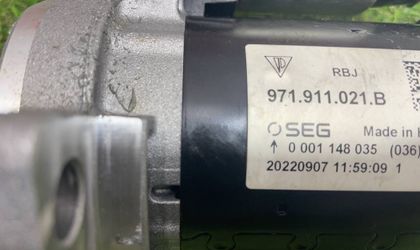 RBJ
971.911.021.B
SEG
Made in
↑ 0 001 148 035 (036)
20220907 11:59:09 1